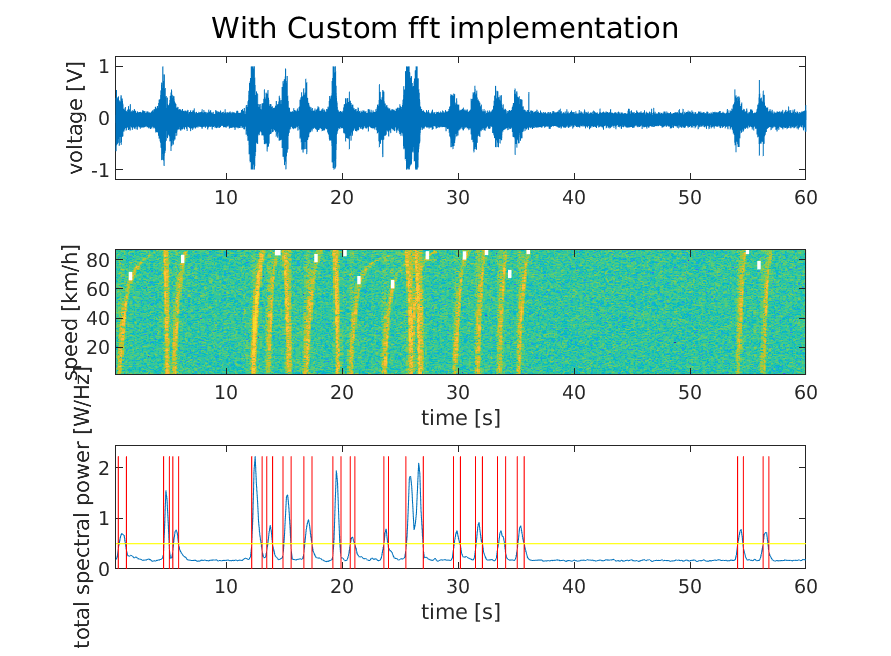 With Custom fft implementation
voltage [V]
1
0
-1
10 20 30 40 50 60
speed [km/h]
80
60
40
20
10 20 30 40 50 60
time [s]
total spectral power [W/Hz]
2
1
0
10 20 30 40 50 60
time [s]